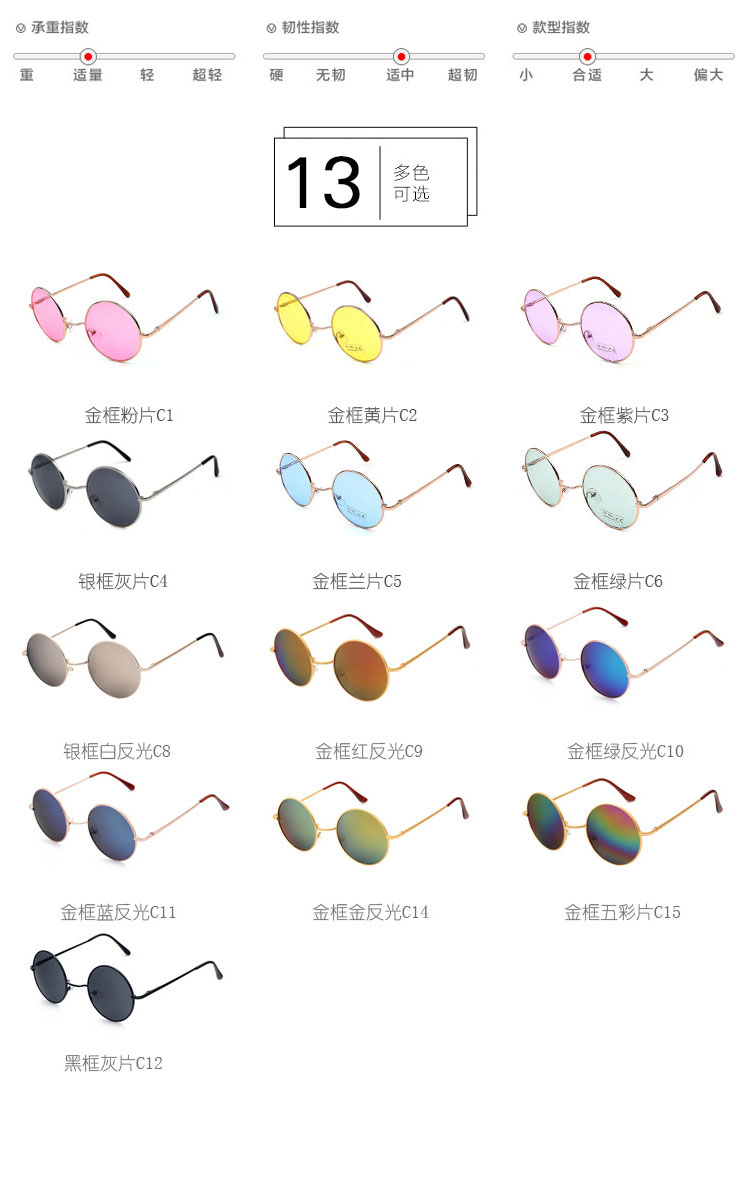 承重指数
韧性指数
款型指数
重 适量 轻 超轻
硬 无韧 适中 超韧
小 合适 大 偏大
13
多色
可选
金框粉片C1
金框黄片C2
金框紫片C3
银框灰片C4
金框兰片C5
金框绿片C6
银框白反光C8
金框红反光C9
金框绿反光C10
金框蓝反光C11
金框金反光C14
金框五彩片C15
黑框灰片C12